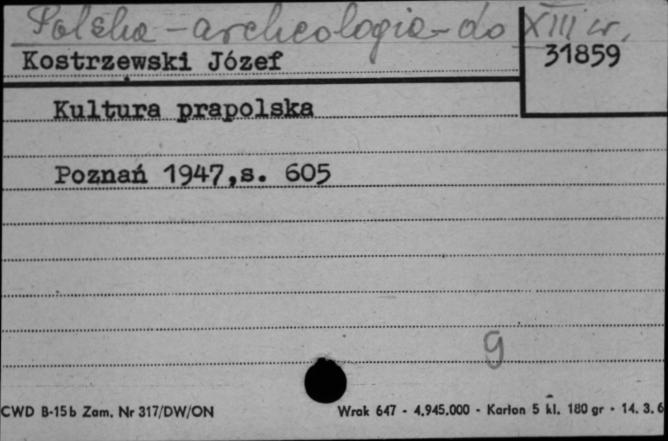 Polska - archeologia - do XIII w.
Kostrzewski Józef
31859
Kultura prapolska
Poznań 1947,s. 605
g
CWD B-15b Zam. Nr 317/DW/ON
Wrak 647 - 4.945.000 - Karton 5 kl. 180 gr - 14. 3. 6